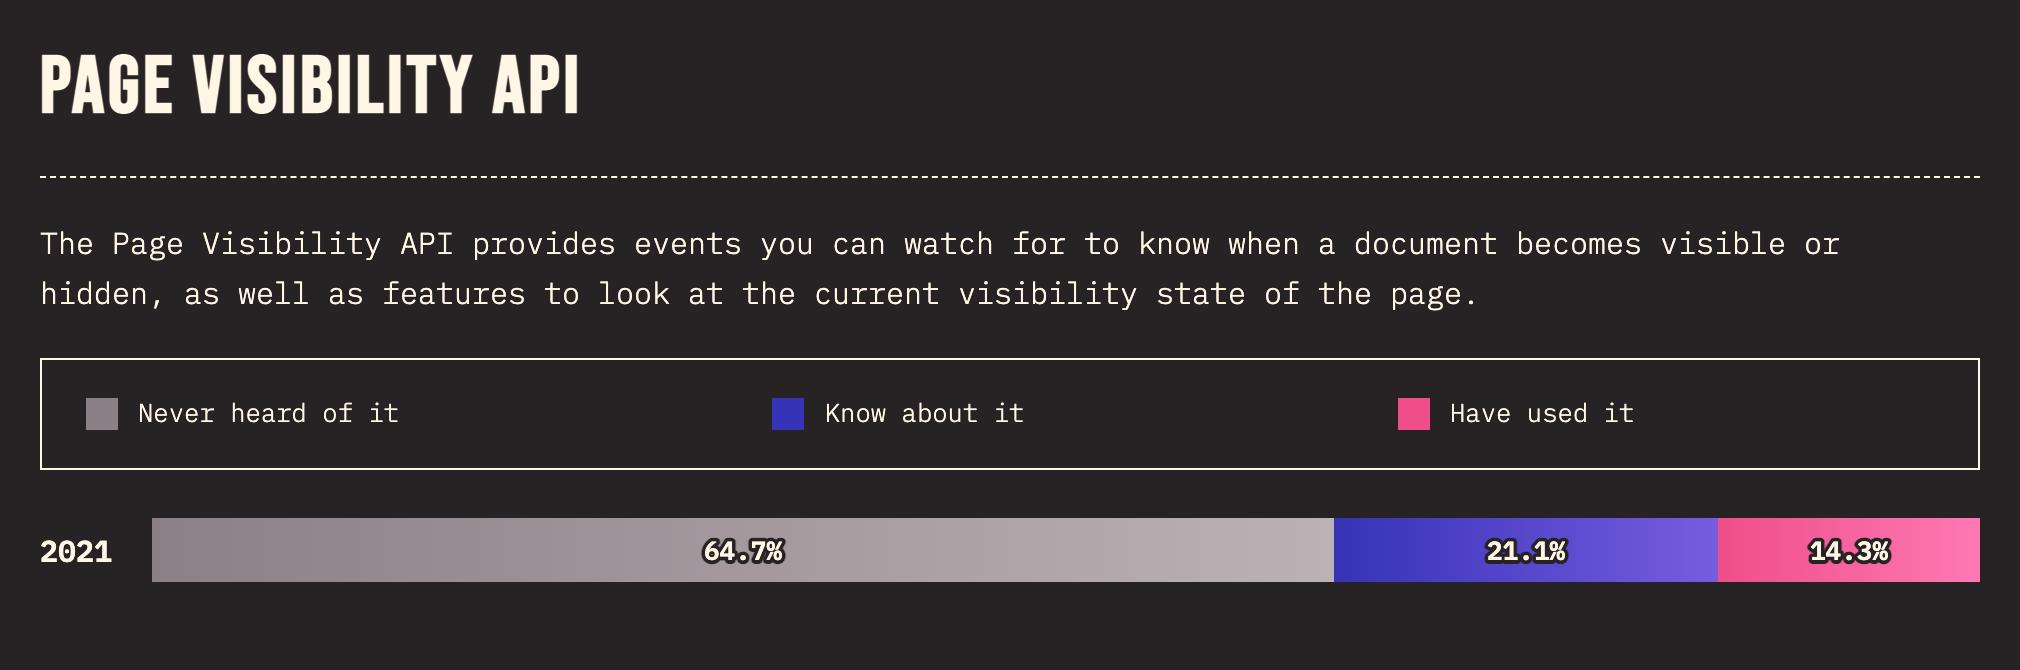 PAGE VISIBILITY API
The Page Visibility API provides events you can watch for to know when a document becomes visible or
hidden, as well as features to look at the current visibility state of the page.
Never heard of it
Know about it
Have used it
2021
64.7%
21.1%
14.3%